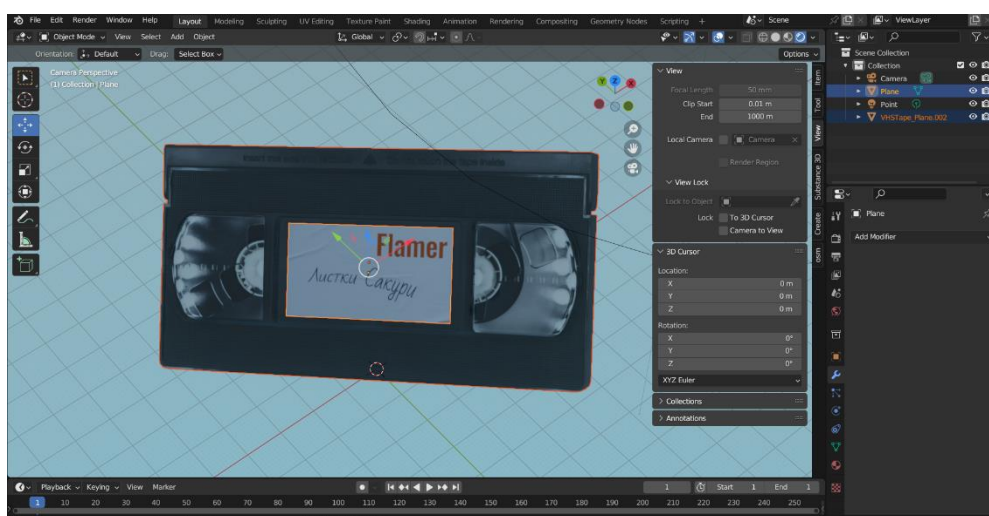 File Edit Render Window Help Layout Modeling Sculpting UV Editing Texture Paint Shading Animation Rendering Compositing Geometry Nodes Scripting + Scene ViewLayer
Object Mode View Select Add Object Global
Orientation: Default Drag: Select Box Options
Camera Perspective
(1) Collection | Plane
Flamer
Листки Сакури
Z
Y
X
View
Focal Length 50 mm
Clip Start 0.01 m
End 1000 m
Local Camera Camera
Render Region
View Lock
Lock to Object
Lock To 3D Cursor
Camera to View
3D Cursor
Location:
X 0 m
Y 0 m
Z 0 m
Rotation:
X 0°
Y 0°
Z 0°
XYZ Euler
Collections
Annotations
Item
Tool
View
Substance 3D
Create
osm
Scene Collection
Collection
Camera
Plane
Point
VHSTape_Plane.002
Plane
Add Modifier
Playback Keying View Marker 1 Start 1 End 1
1 10 20 30 40 50 60 70 80 90 100 110 120 130 140 150 160 170 180 190 200 210 220 230 240 250